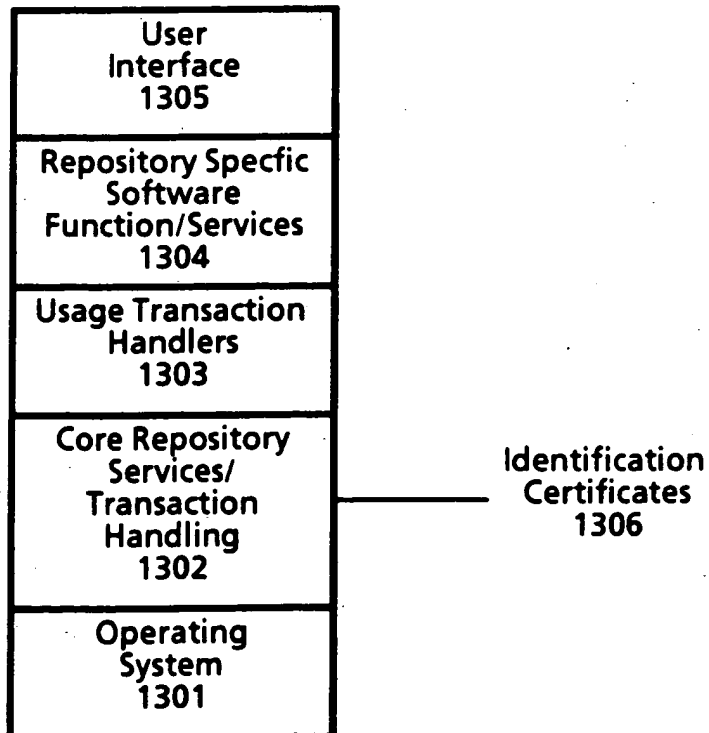 User
Interface
1305
Repository Specfic
Software
Function/Services
1304
Usage Transaction
Handlers
1303
Core Repository
Services/
Transaction
Handling
1302
Identification
Certificates
1306
Operating
System
1301